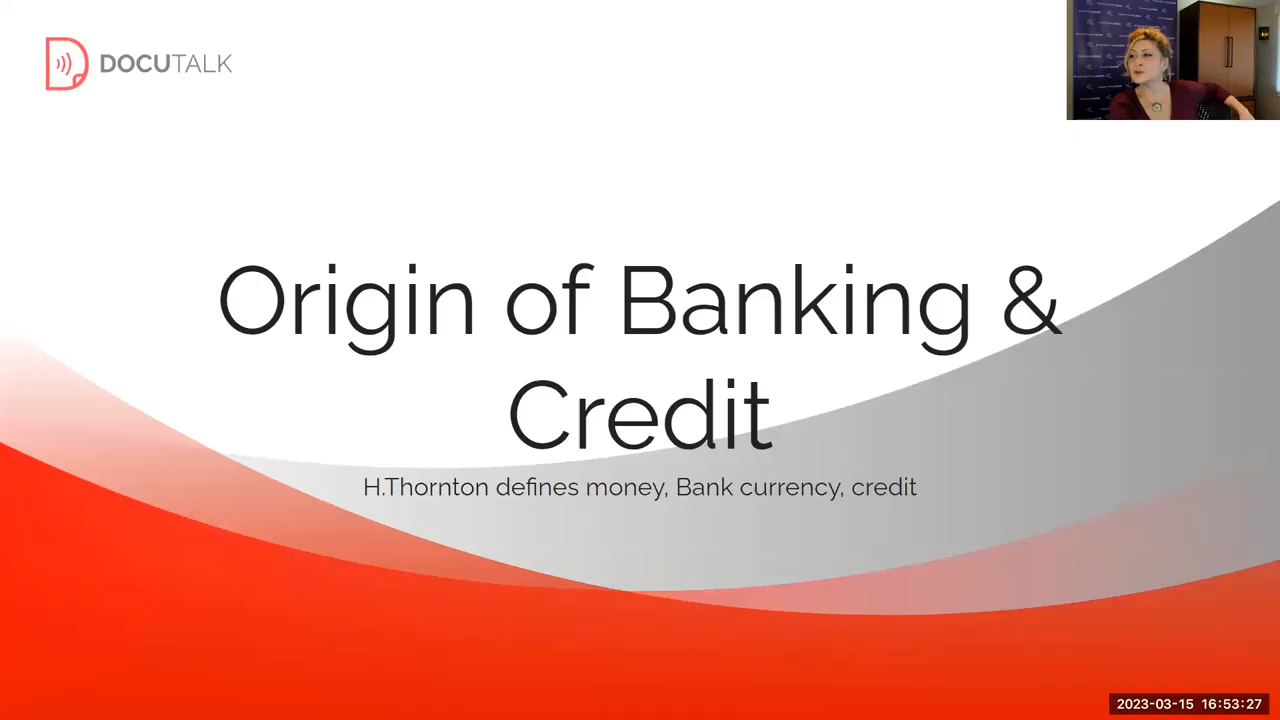 DOCUTALK
Origin of Banking &
Credit
H.Thornton defines money, Bank currency, credit
2023-03-15 16:53:27